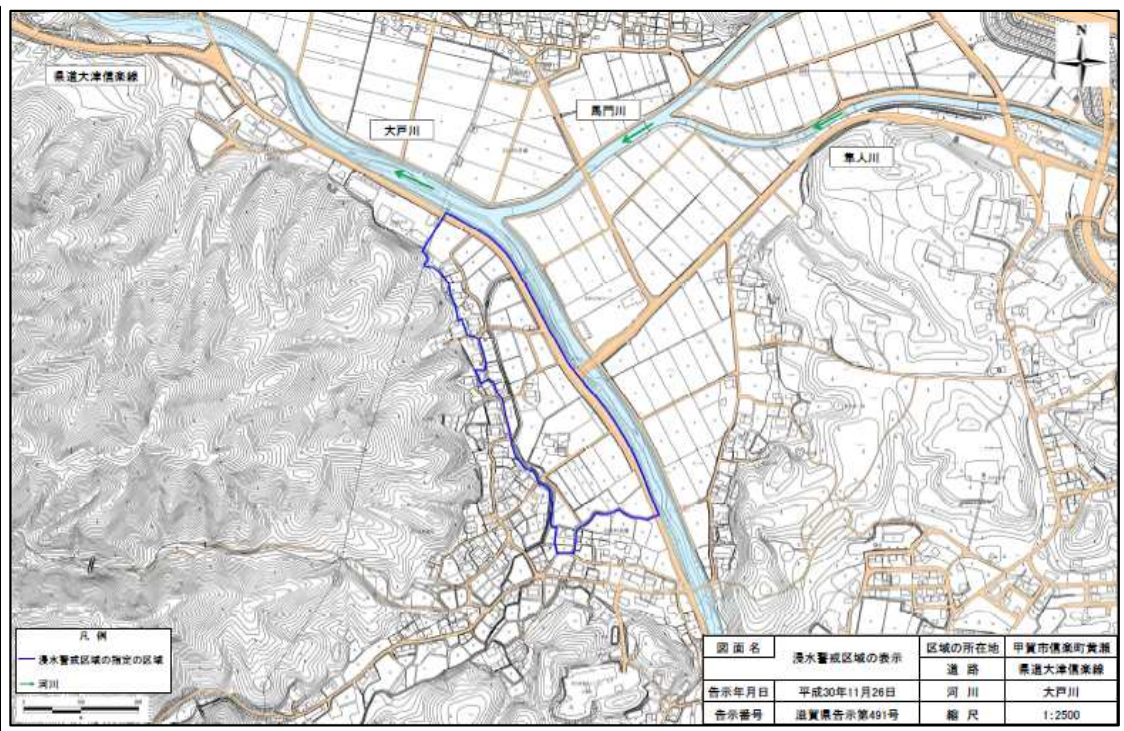 N
県道大津信楽線
大戸川
馬門川
隼人川
凡例
浸水警戒区域の指定の区域
河川
図面名
浸水警戒区域の表示
区域の所在地
甲賀市信楽町黄瀬
道路
県道大津信楽線
告示年月日
平成30年11月26日
河川
大戸川
告示番号
滋賀県告示第491号
縮尺
1:2500